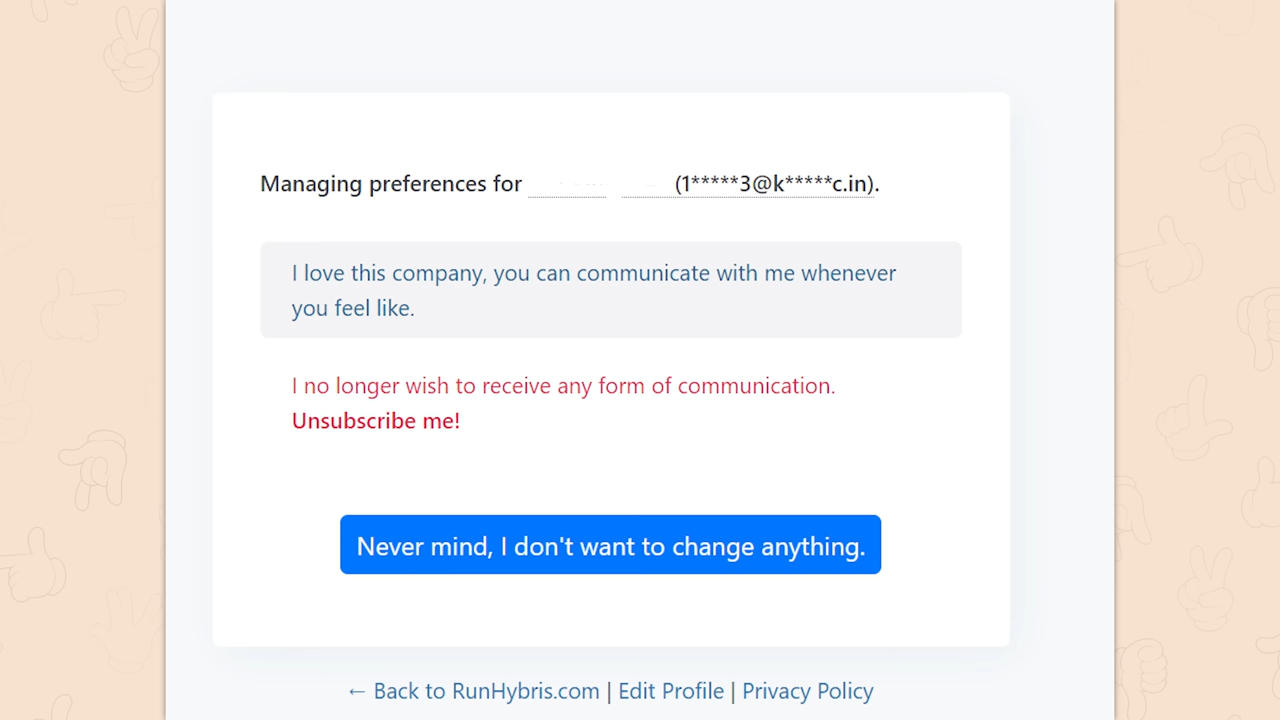 Managing preferences for (1*****3@k*****c.in).
I love this company, you can communicate with me whenever
you feel like.
I no longer wish to receive any form of communication.
Unsubscribe me!
Never mind, I don't want to change anything.
← Back to RunHybris.com | Edit Profile | Privacy Policy